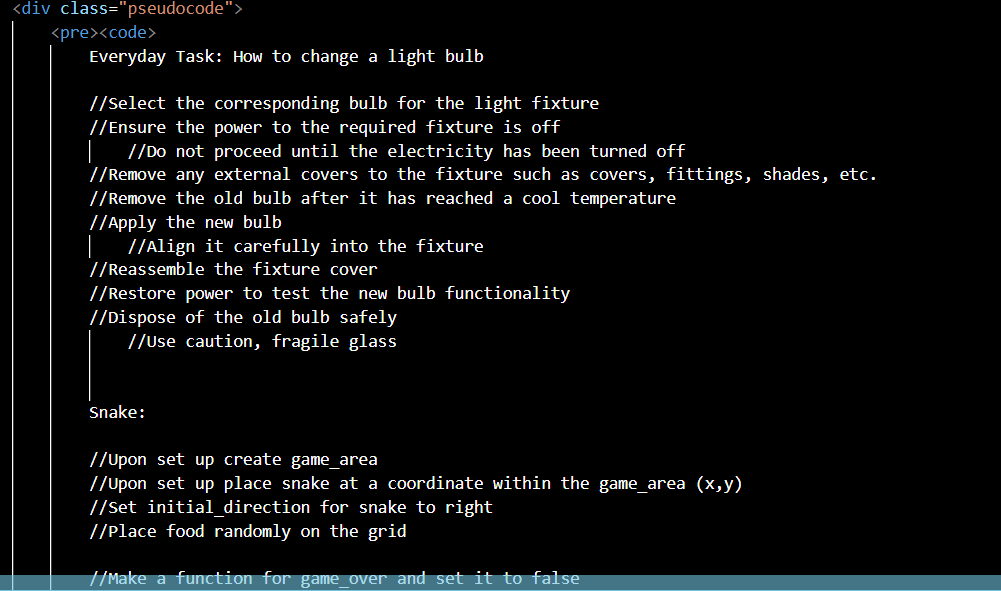 <div class="pseudocode">
<pre><code>
Everyday Task: How to change a light bulb
//Select the corresponding bulb for the light fixture
//Ensure the power to the required fixture is off
//Do not proceed until the electricity has been turned off
//Remove any external covers to the fixture such as covers, fittings, shades, etc.
//Remove the old bulb after it has reached a cool temperature
//Apply the new bulb
//Align it carefully into the fixture
//Reassemble the fixture cover
//Restore power to test the new bulb functionality
//Dispose of the old bulb safely
//Use caution, fragile glass
Snake:
//Upon set up create game_area
//Upon set up place snake at a coordinate within the game_area (x,y)
//Set initial_direction for snake to right
//Place food randomly on the grid
//Make a function for game_over and set it to false